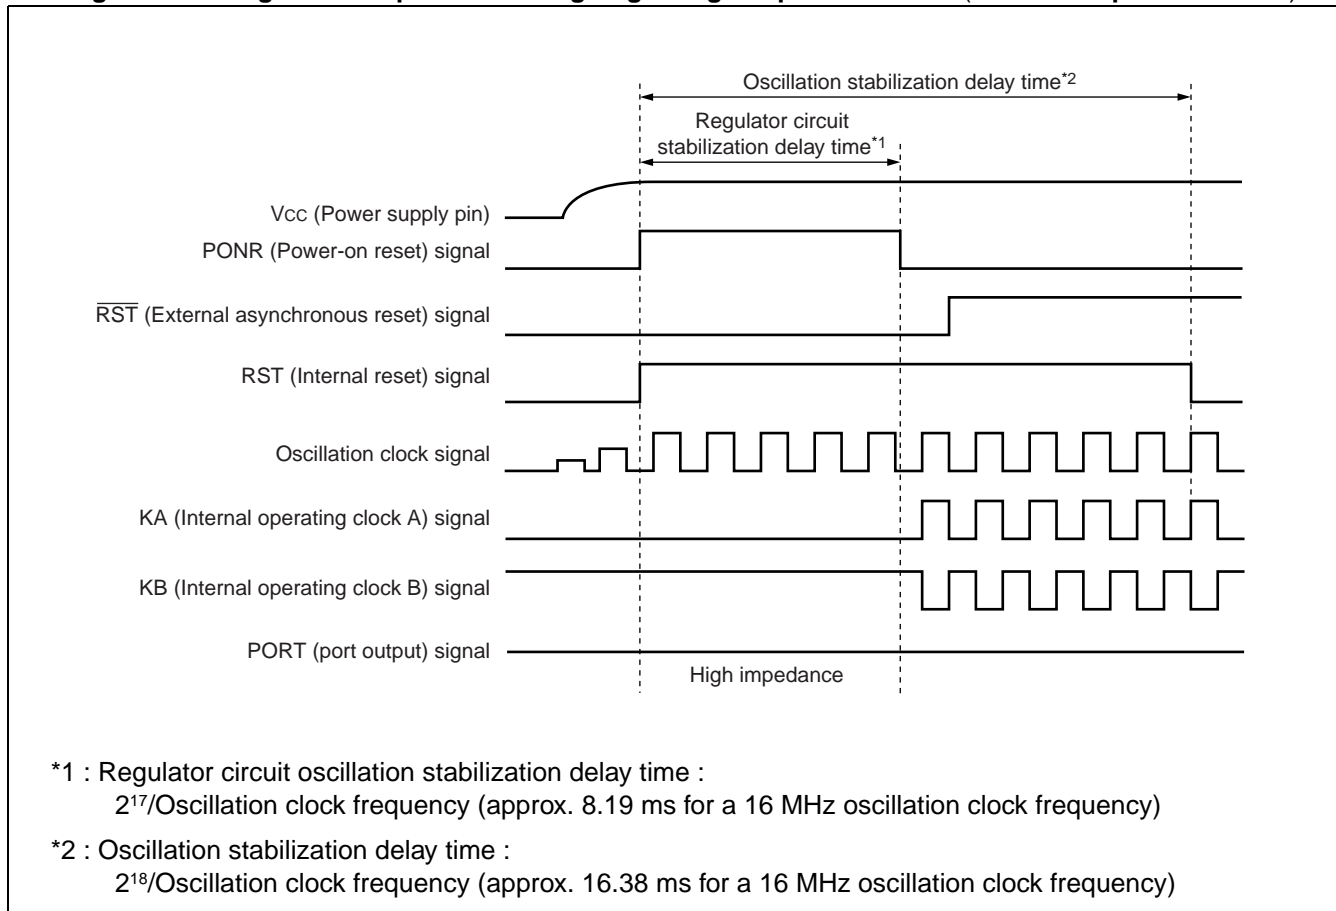 Oscillation stabilization delay time*2
Regulator circuit
stabilization delay time*1
Vcc (Power supply pin)
PONR (Power-on reset) signal
R̅S̅T̅ (External asynchronous reset) signal
RST (Internal reset) signal
Oscillation clock signal
KA (Internal operating clock A) signal
KB (Internal operating clock B) signal
PORT (port output) signal
High impedance
*1 : Regulator circuit oscillation stabilization delay time :
2¹⁷/Oscillation clock frequency (approx. 8.19 ms for a 16 MHz oscillation clock frequency)
*2 : Oscillation stabilization delay time :
2¹⁸/Oscillation clock frequency (approx. 16.38 ms for a 16 MHz oscillation clock frequency)